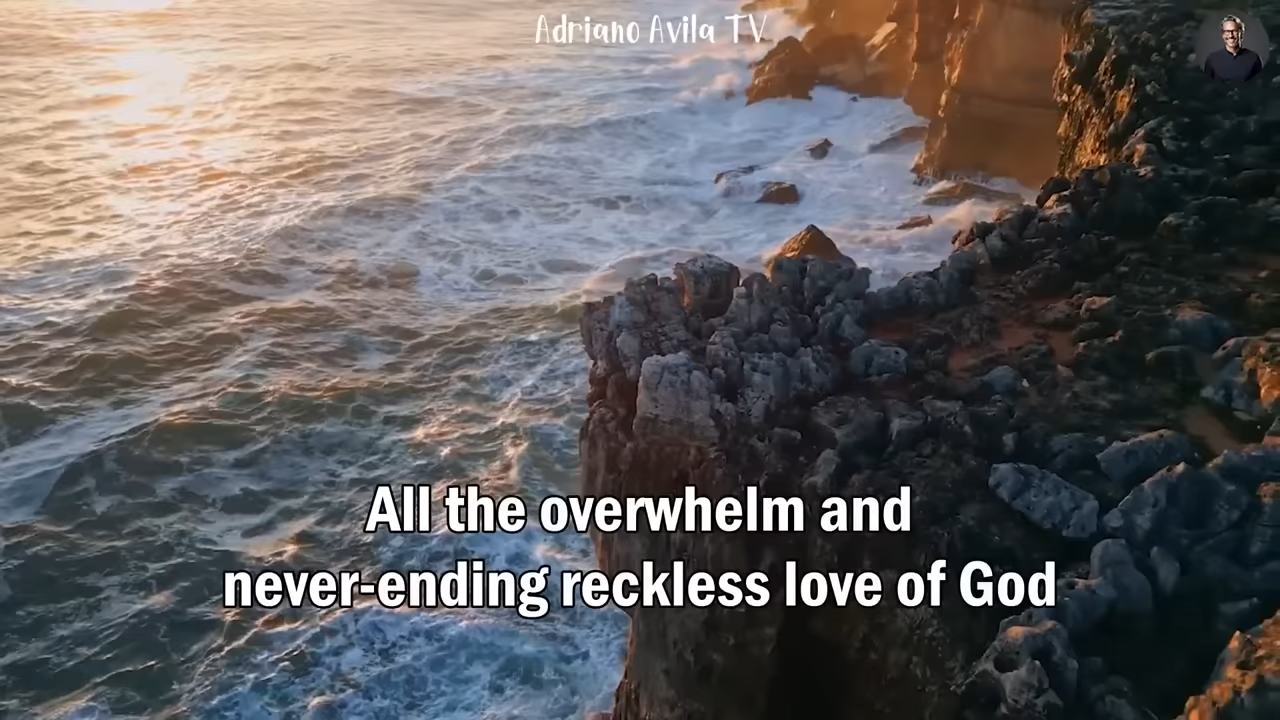 Adriano Avila TV
All the overwhelm and
never-ending reckless love of God